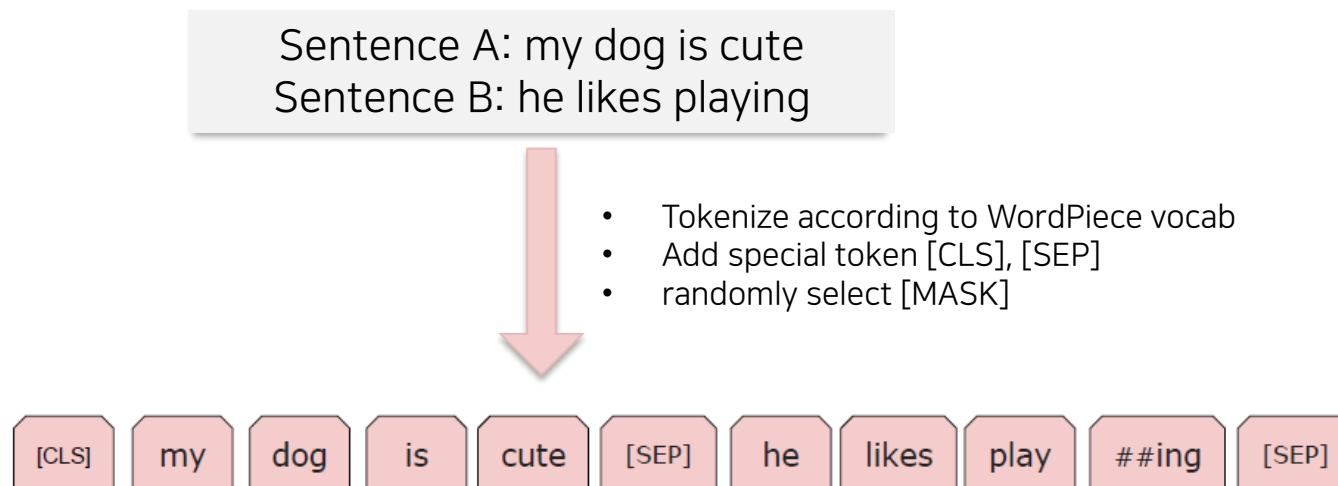 Sentence A: my dog is cute
Sentence B: he likes playing
• Tokenize according to WordPiece vocab
• Add special token [CLS], [SEP]
• randomly select [MASK]
[CLS] my dog is cute [SEP] he likes play ##ing [SEP]